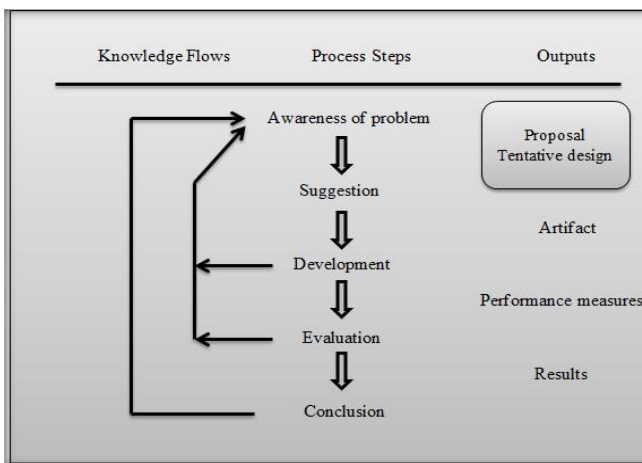 Knowledge Flows Process Steps Outputs
Awareness of problem
Proposal
Tentative design
Suggestion
Artifact
Development
Performance measures
Evaluation
Results
Conclusion